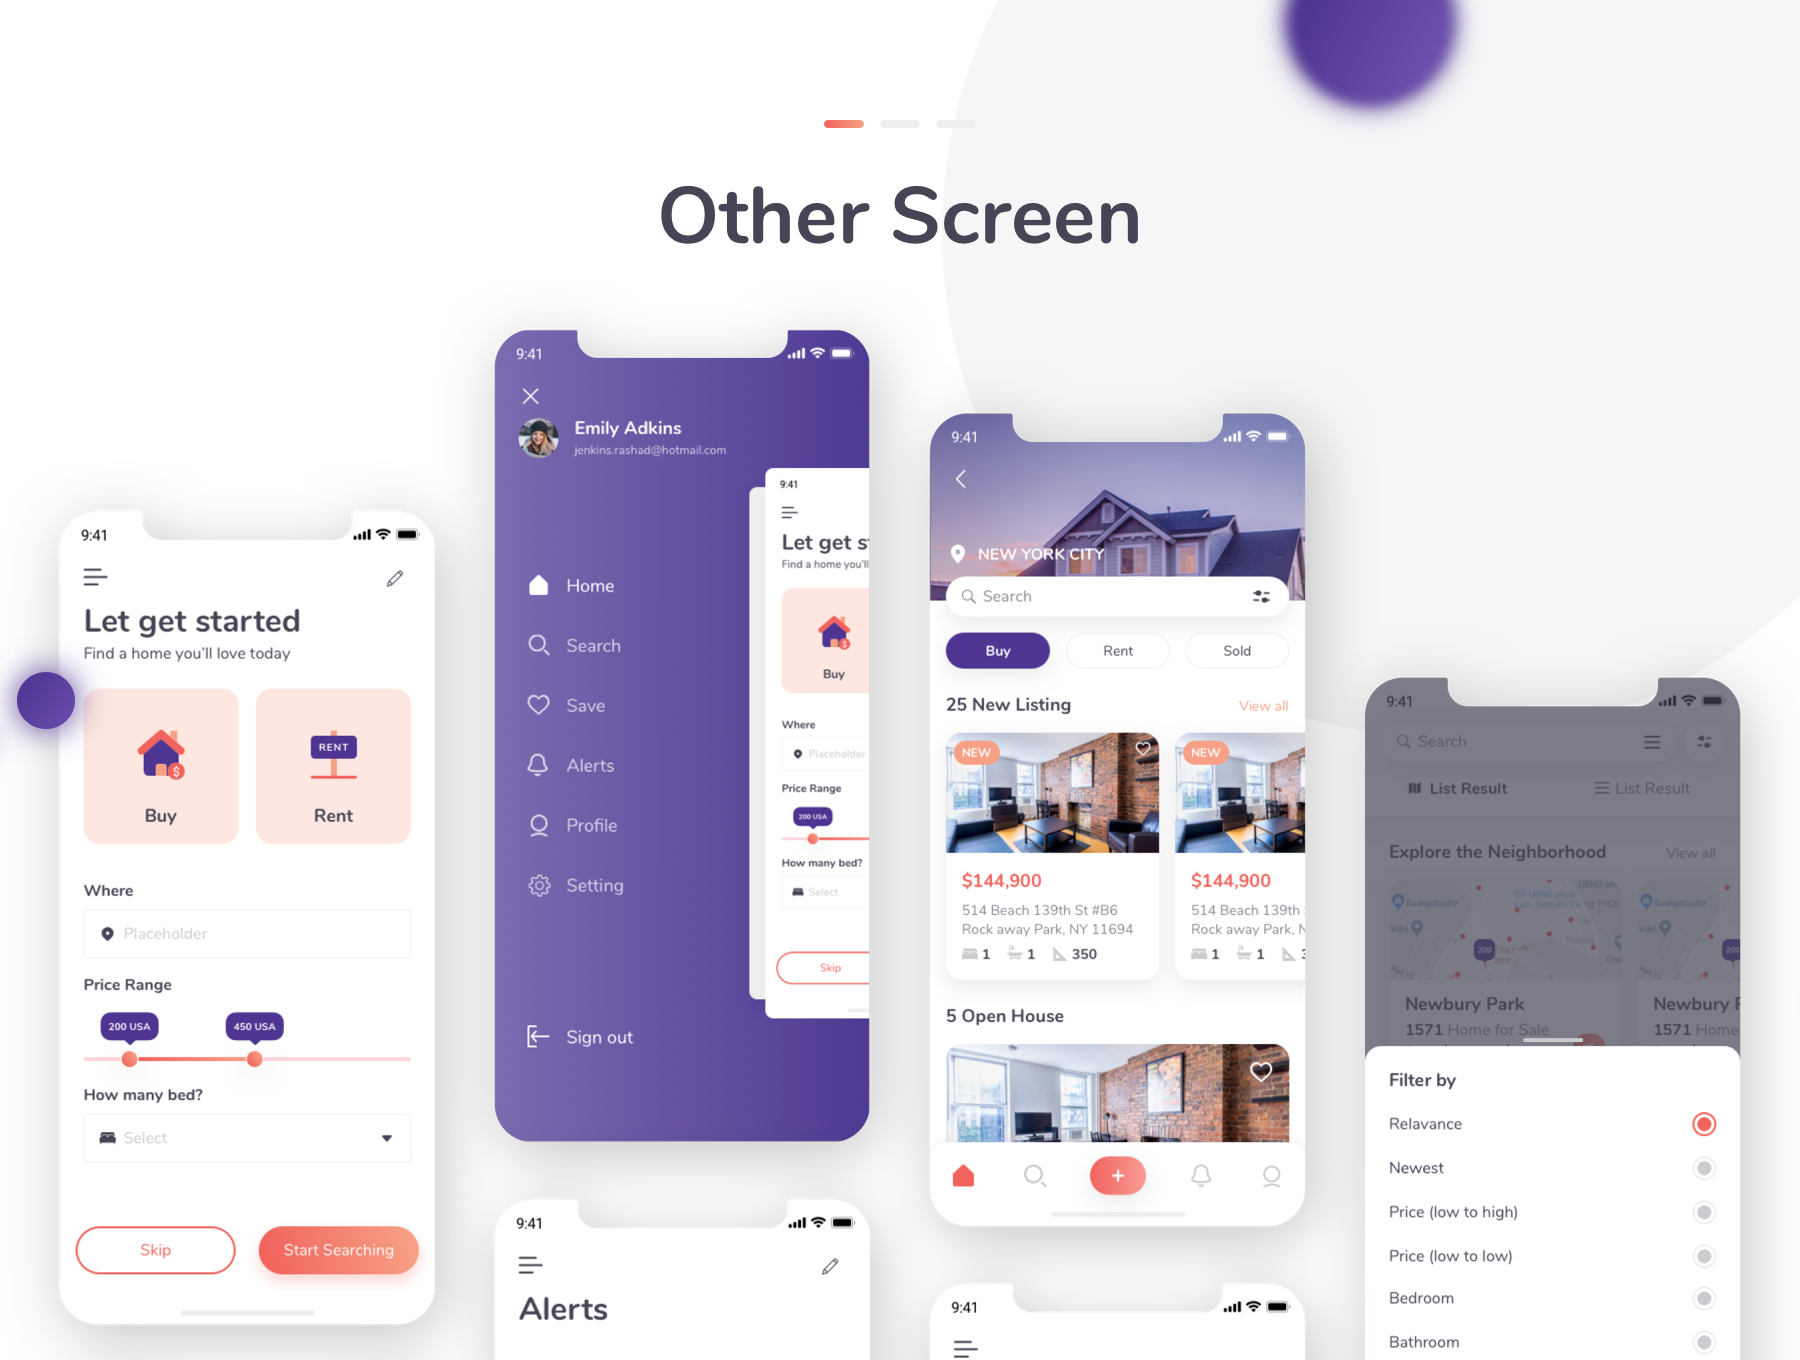 Other Screen
9:41
Let get started
Find a home you'll love today
RENT
Buy
Rent
Where
Placeholder
Price Range
200 USA
450 USA
How many bed?
Select
Skip
Start Searching
9:41
Emily Adkins
jenkins.rashad@hotmail.com
Home
Search
Save
Alerts
Profile
Setting
Sign out
9:41
Let get s
Find a home you'll
Buy
Where
Placeholder
Price Range
200 USA
How many bed?
Select
Skip
9:41
Alerts
9:41
NEW YORK CITY
Search
Buy
Rent
Sold
25 New Listing
View all
NEW
$144,900
514 Beach 139th St #B6
Rock away Park, NY 11694
1
1
350
NEW
$144,900
514 Beach 139th
Rock away Park,
1
1
5 Open House
9:41
9:41
Search
List Result
List Result
Explore the Neighborhood
View all
SualaptopSV
Viên
200
Newbury Park
1571 Home for Sale
SualaptopSV
Viên
Newbury
1571 Home
Filter by
Relavance
Newest
Price (low to high)
Price (low to low)
Bedroom
Bathroom